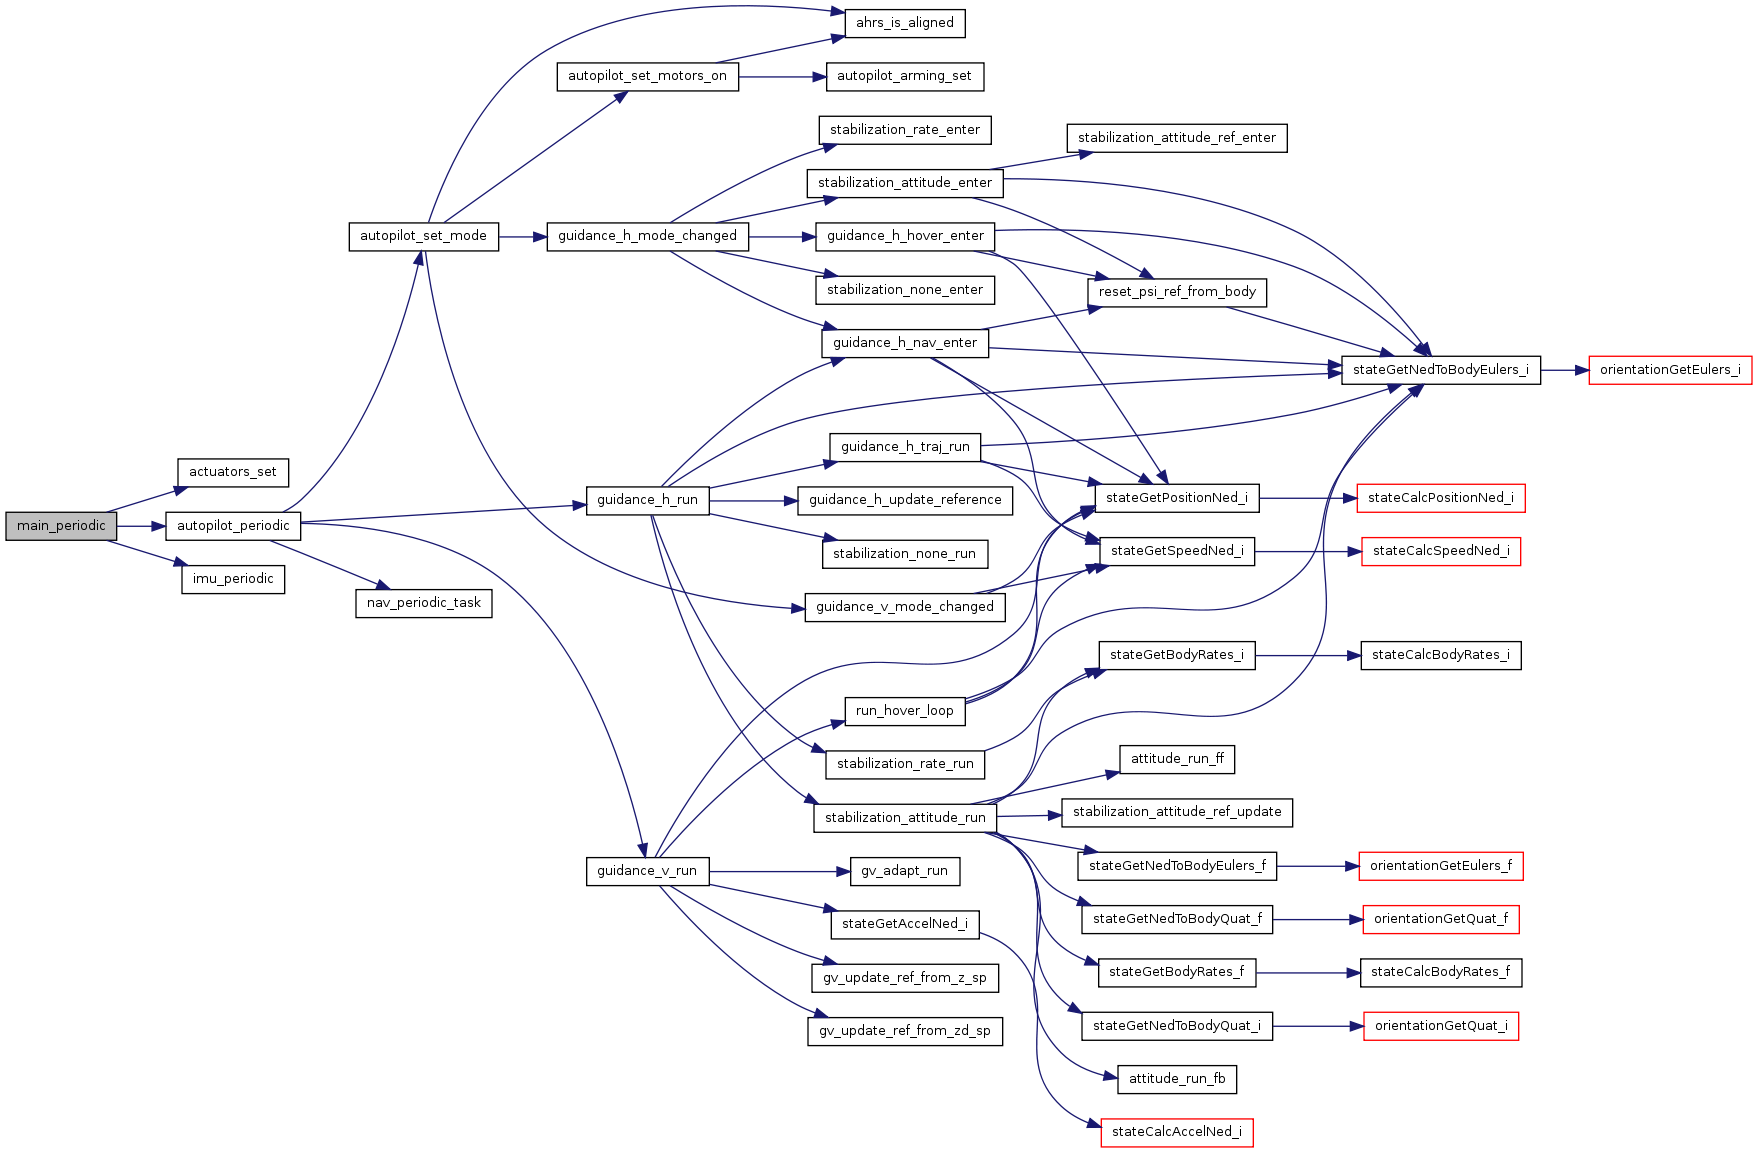 main_periodic
actuators_set
autopilot_periodic
imu_periodic
autopilot_set_mode
nav_periodic_task
autopilot_set_motors_on
guidance_h_mode_changed
guidance_h_run
guidance_v_run
ahrs_is_aligned
autopilot_arming_set
stabilization_rate_enter
stabilization_attitude_enter
guidance_h_hover_enter
stabilization_none_enter
guidance_h_nav_enter
guidance_h_traj_run
guidance_h_update_reference
stabilization_none_run
guidance_v_mode_changed
run_hover_loop
stabilization_rate_run
stabilization_attitude_run
gv_adapt_run
stateGetAccelNed_i
gv_update_ref_from_z_sp
gv_update_ref_from_zd_sp
stabilization_attitude_ref_enter
reset_psi_ref_from_body
stateGetPositionNed_i
stateGetSpeedNed_i
stateGetBodyRates_i
attitude_run_ff
stabilization_attitude_ref_update
stateGetNedToBodyEulers_f
stateGetNedToBodyQuat_f
stateGetBodyRates_f
stateGetNedToBodyQuat_i
attitude_run_fb
stateCalcAccelNed_i
stateGetNedToBodyEulers_i
stateCalcPositionNed_i
stateCalcSpeedNed_i
stateCalcBodyRates_i
orientationGetEulers_f
orientationGetQuat_f
stateCalcBodyRates_f
orientationGetQuat_i
orientationGetEulers_i